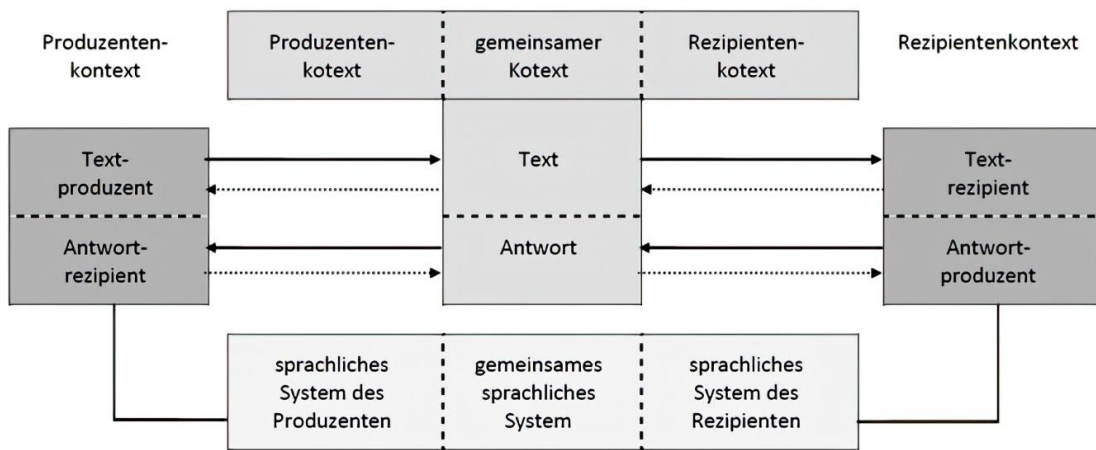 Produzenten-
kontext
Produzenten-
kotext
gemeinsamer
Kotext
Rezipienten-
kotext
Rezipientenkontext
Text-
produzent
Text
Text-
rezipient
Antwort-
rezipient
Antwort
Antwort-
produzent
sprachliches
System des
Produzenten
gemeinsames
sprachliches
System
sprachliches
System des
Rezipienten